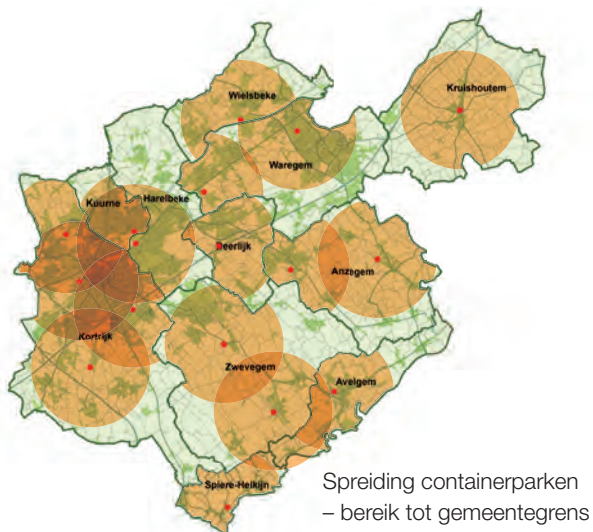 Kruishoutem
Wielsbeke
Waregem
Kuurne
Harelbeke
Deerlijk
Anzegem
Kortrijk
Zwevegem
Avelgem
Spiere-Helkijn
Spreiding containerparken
– bereik tot gemeentegrens